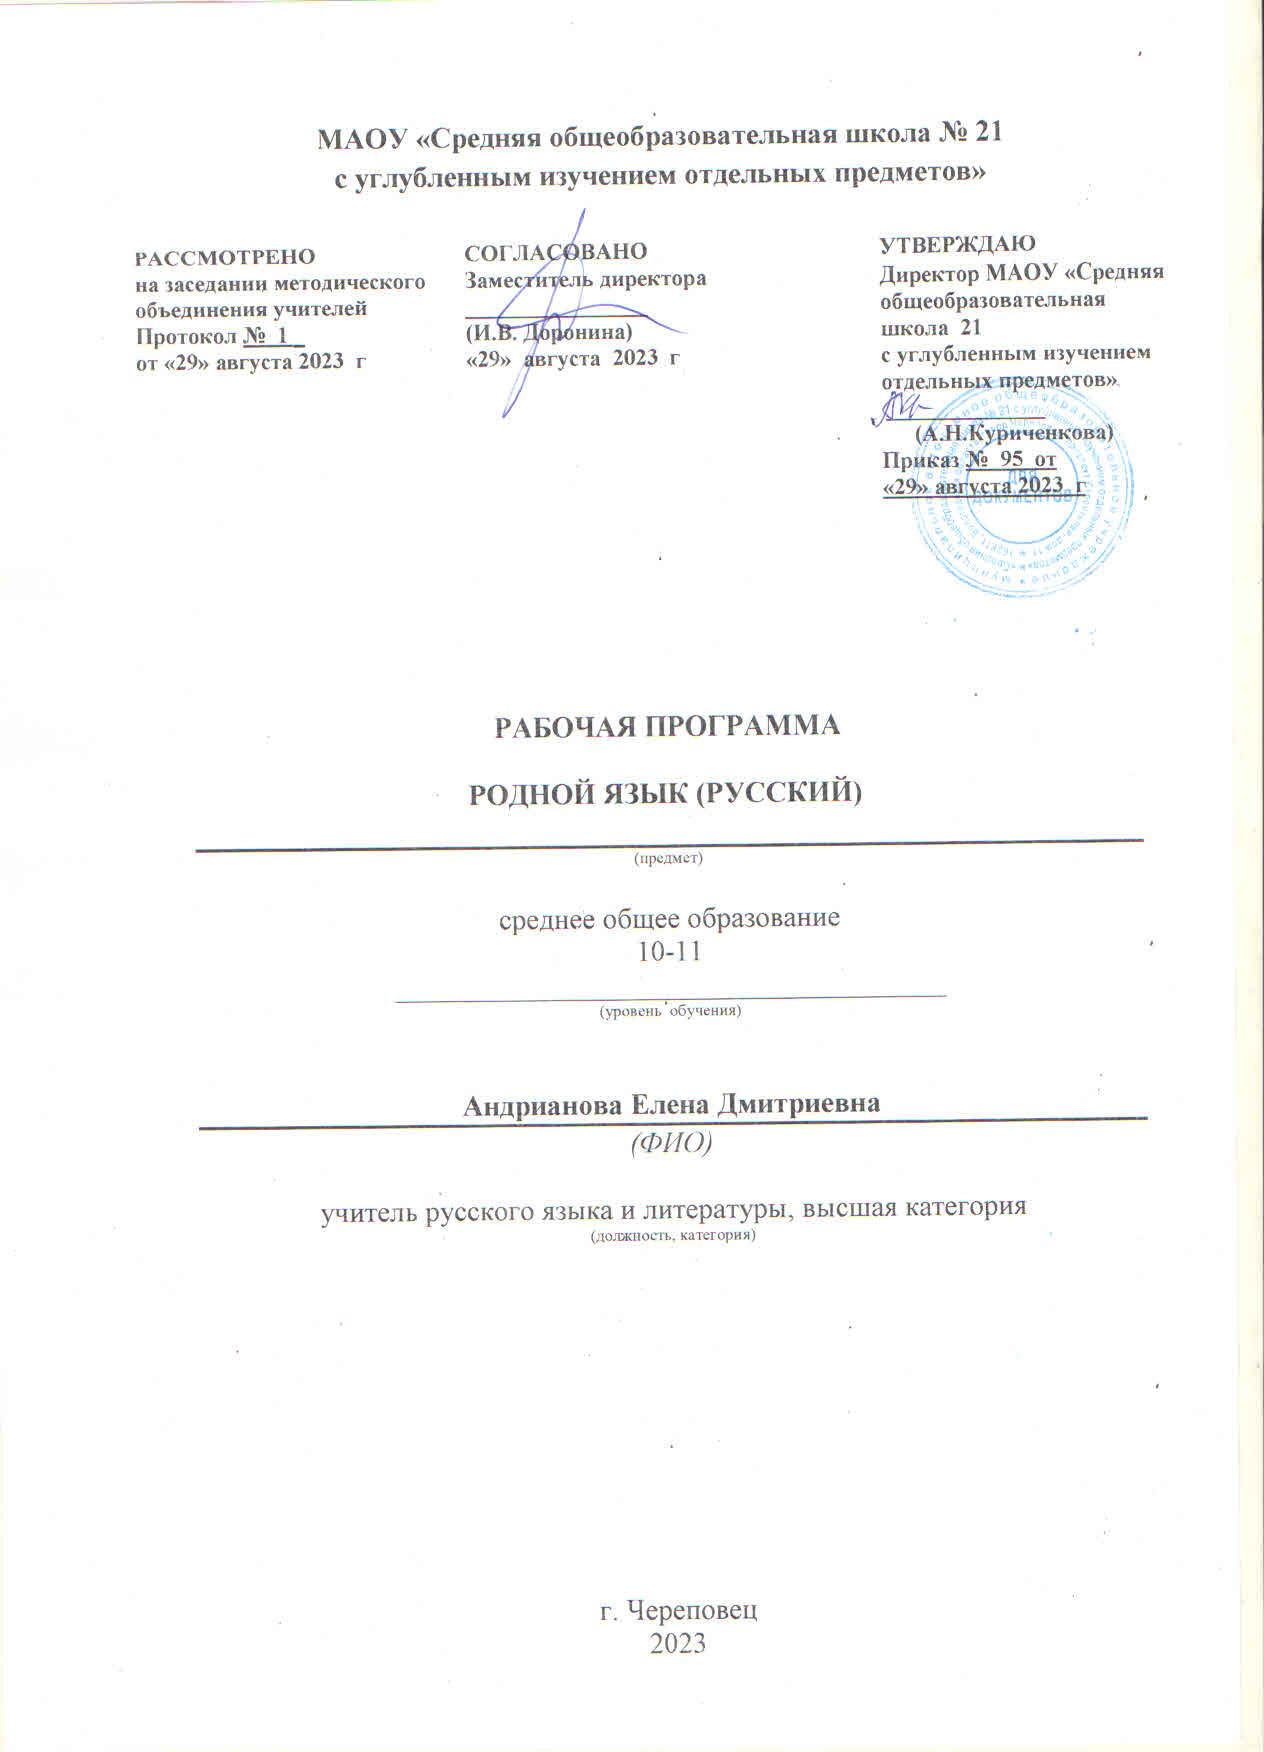 МАОУ «Средняя общеобразовательная школа № 21
с углубленным изучением отдельных предметов»
РАССМОТРЕНО
на заседании методического
объединения учителей
Протокол № 1
от «29» августа 2023 г
СОГЛАСОВАНО
Заместитель директора
(И.В. Доронина)
«29» августа 2023 г
УТВЕРЖДАЮ
Директор МАОУ «Средняя
общеобразовательная
школа 21
с углубленным изучением
отдельных предметов»
(А.Н.Куриченкова)
Приказ № 95 от
«29» августа 2023 г
ДЛЯ
ДОКУМЕНТОВ
РАБОЧАЯ ПРОГРАММА
РОДНОЙ ЯЗЫК (РУССКИЙ)
(предмет)
среднее общее образование
10-11
(уровень обучения)
Андрианова Елена Дмитриевна
(ФИО)
учитель русского языка и литературы, высшая категория
(должность, категория)
г. Череповец
2023